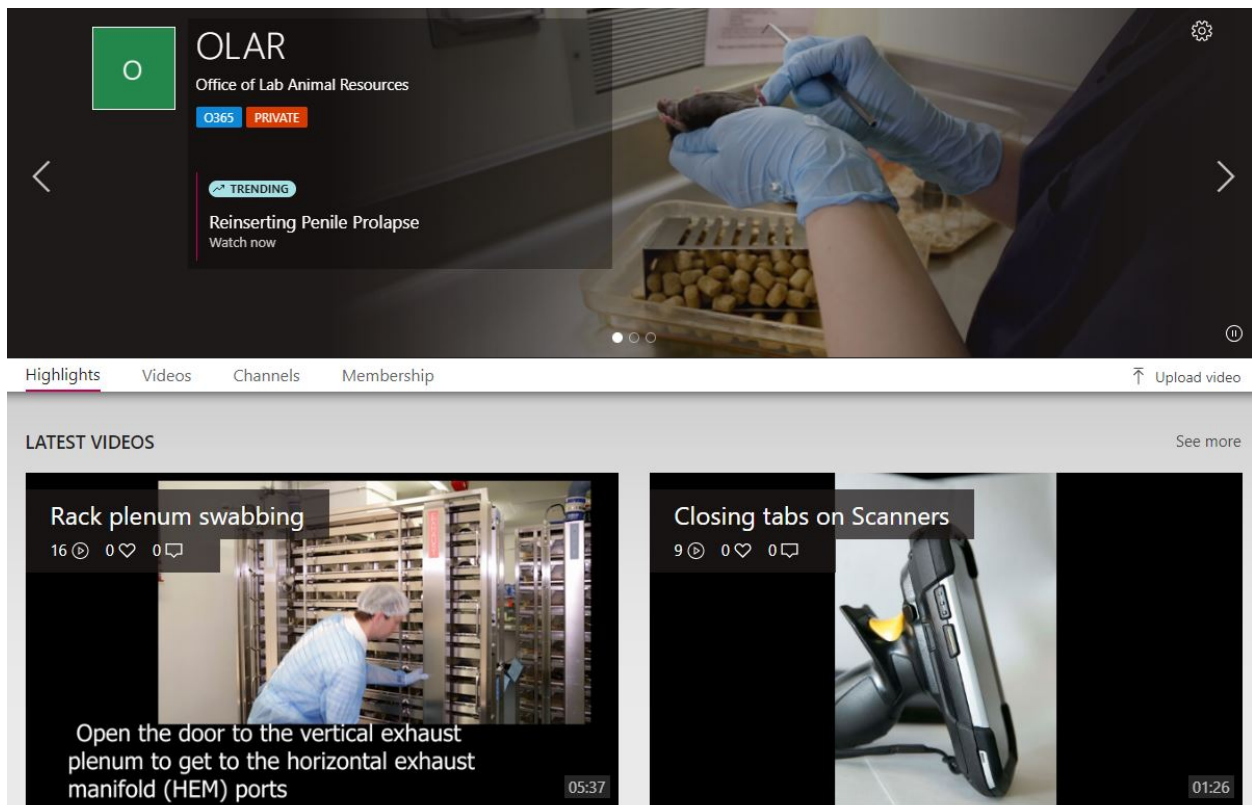 O
OLAR
Office of Lab Animal Resources
O365 PRIVATE
TRENDING
Reinserting Penile Prolapse
Watch now
Highlights Videos Channels Membership Upload video
LATEST VIDEOS See more
Rack plenum swabbing
16 0 0
Open the door to the vertical exhaust
plenum to get to the horizontal exhaust
manifold (HEM) ports
05:37
Closing tabs on Scanners
9 0 0
01:26